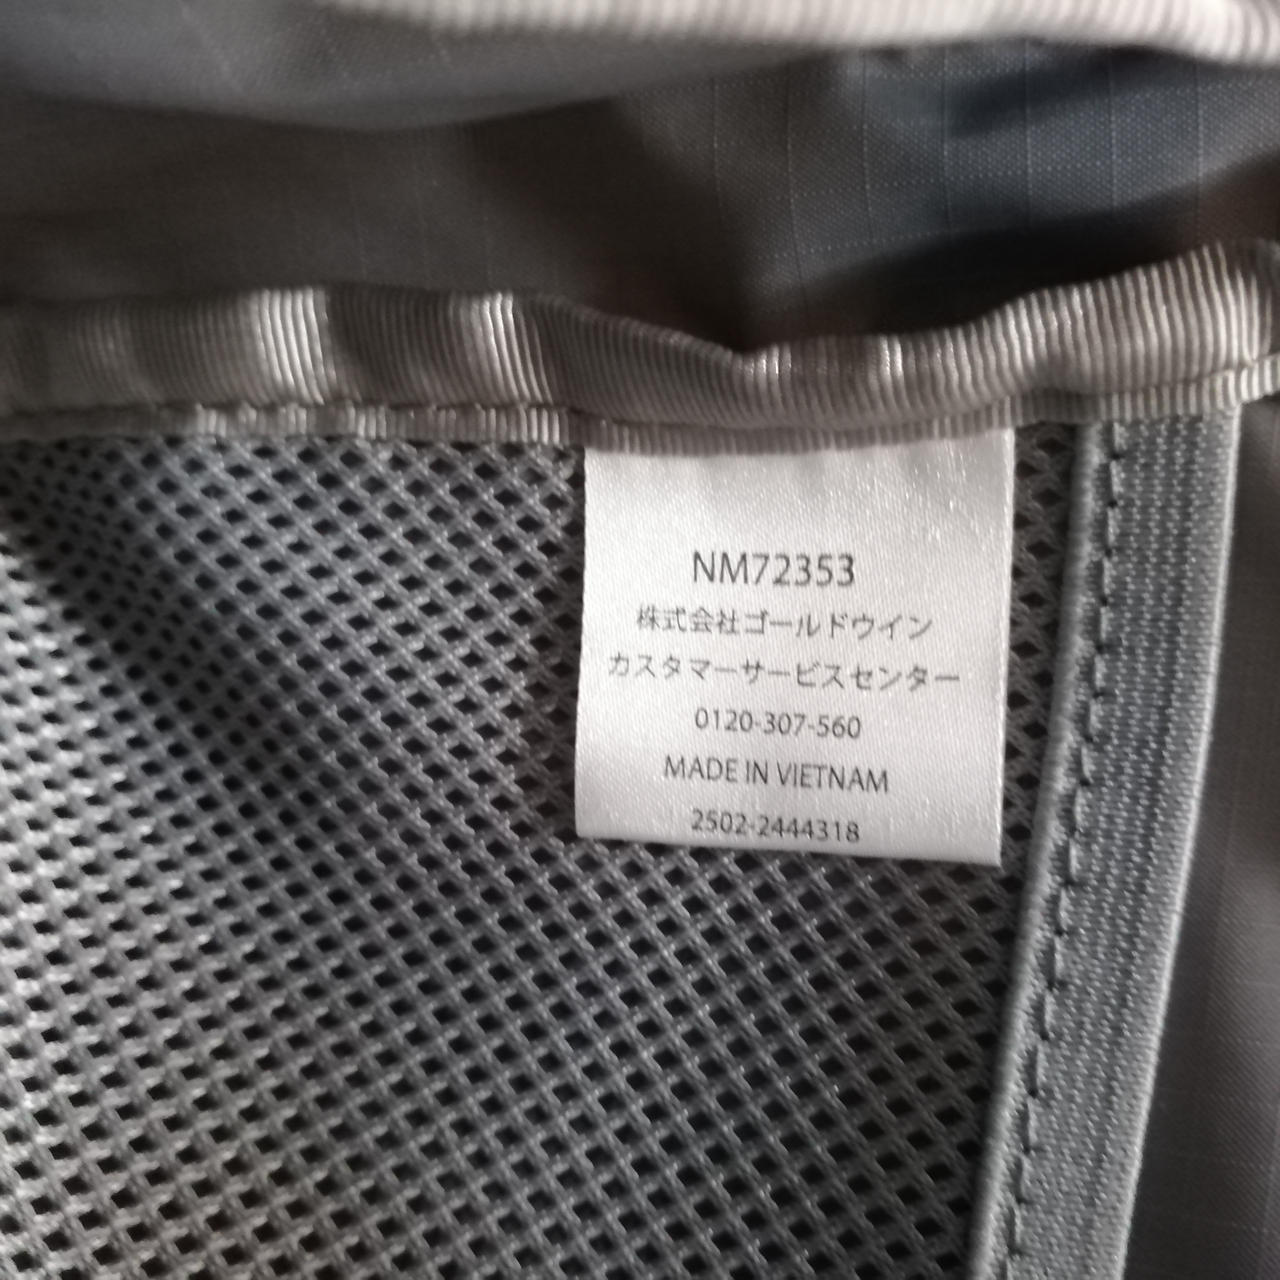 NM72353
株式会社ゴールドウイン
カスタマーサービスセンター
0120-307-560
MADE IN VIETNAM
2502-2444318